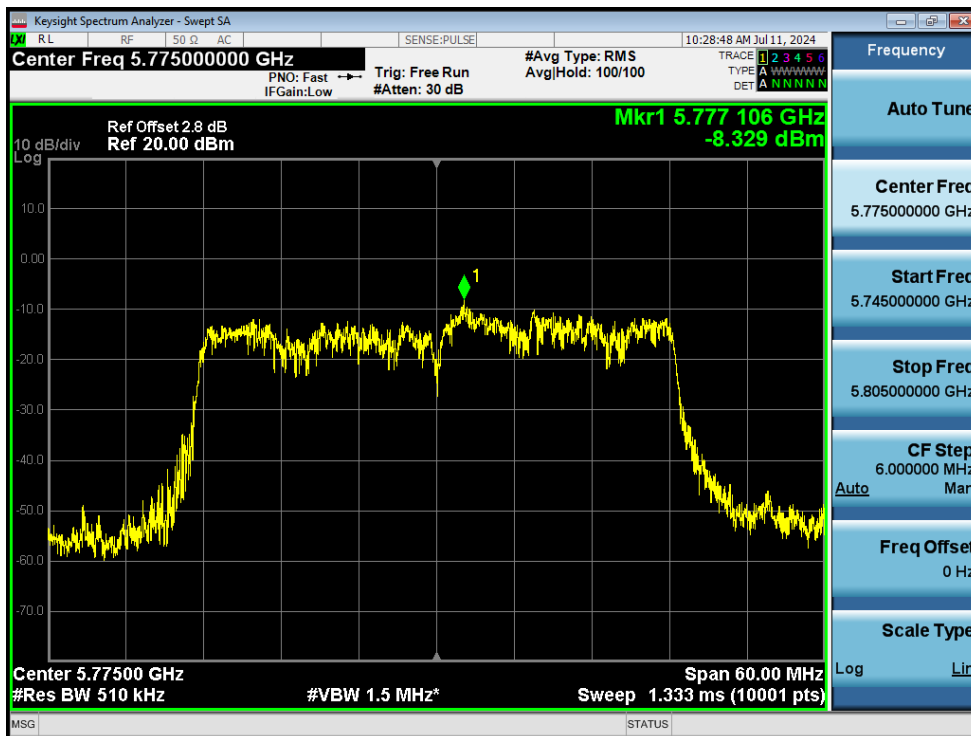 Keysight Spectrum Analyzer - Swept SA
LXI RL RF 50 Ω AC SENSE:PULSE 10:28:48 AM Jul 11, 2024
Center Freq 5.775000000 GHz
PNO: Fast
IFGain:Low
Trig: Free Run
#Atten: 30 dB
#Avg Type: RMS
Avg|Hold: 100/100
TRACE 1 2 3 4 5 6
TYPE A WWWWW
DET A N N N N N
Ref Offset 2.8 dB
Ref 20.00 dBm
10 dB/div
Log
Mkr1 5.777 106 GHz
-8.329 dBm
10.0
0.00
-10.0
-20.0
-30.0
-40.0
-50.0
-60.0
-70.0
1
Center 5.77500 GHz
Span 60.00 MHz
#Res BW 510 kHz
#VBW 1.5 MHz*
Sweep 1.333 ms (10001 pts)
MSG
STATUS
Frequency
Auto Tune
Center Freq
5.775000000 GHz
Start Freq
5.745000000 GHz
Stop Freq
5.805000000 GHz
CF Step
6.000000 MHz
Auto Man
Freq Offset
0 Hz
Scale Type
Log Lin